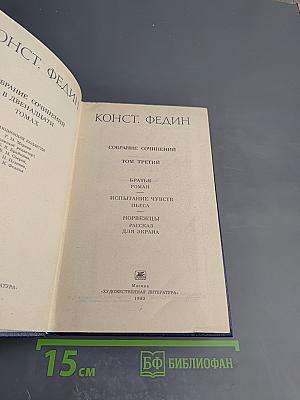 КОНСТ. ФЕДИН
СОБРАНИЕ СОЧИНЕНИЙ
В ДВЕНАДЦАТИ
ТОМАХ
КОНСТ. ФЕДИН
СОБРАНИЕ СОЧИНЕНИЙ
ТОМ ТРЕТИЙ
БРАТЬЯ
РОМАН
ИСПЫТАНИЕ ЧУВСТВ
ПЬЕСА
НОРВЕЖЦЫ
РАССКАЗ
ДЛЯ ЭКРАНА
Москва
«ХУДОЖЕСТВЕННАЯ ЛИТЕРАТУРА»
1983
15 см
БФ БИБЛИОФАН